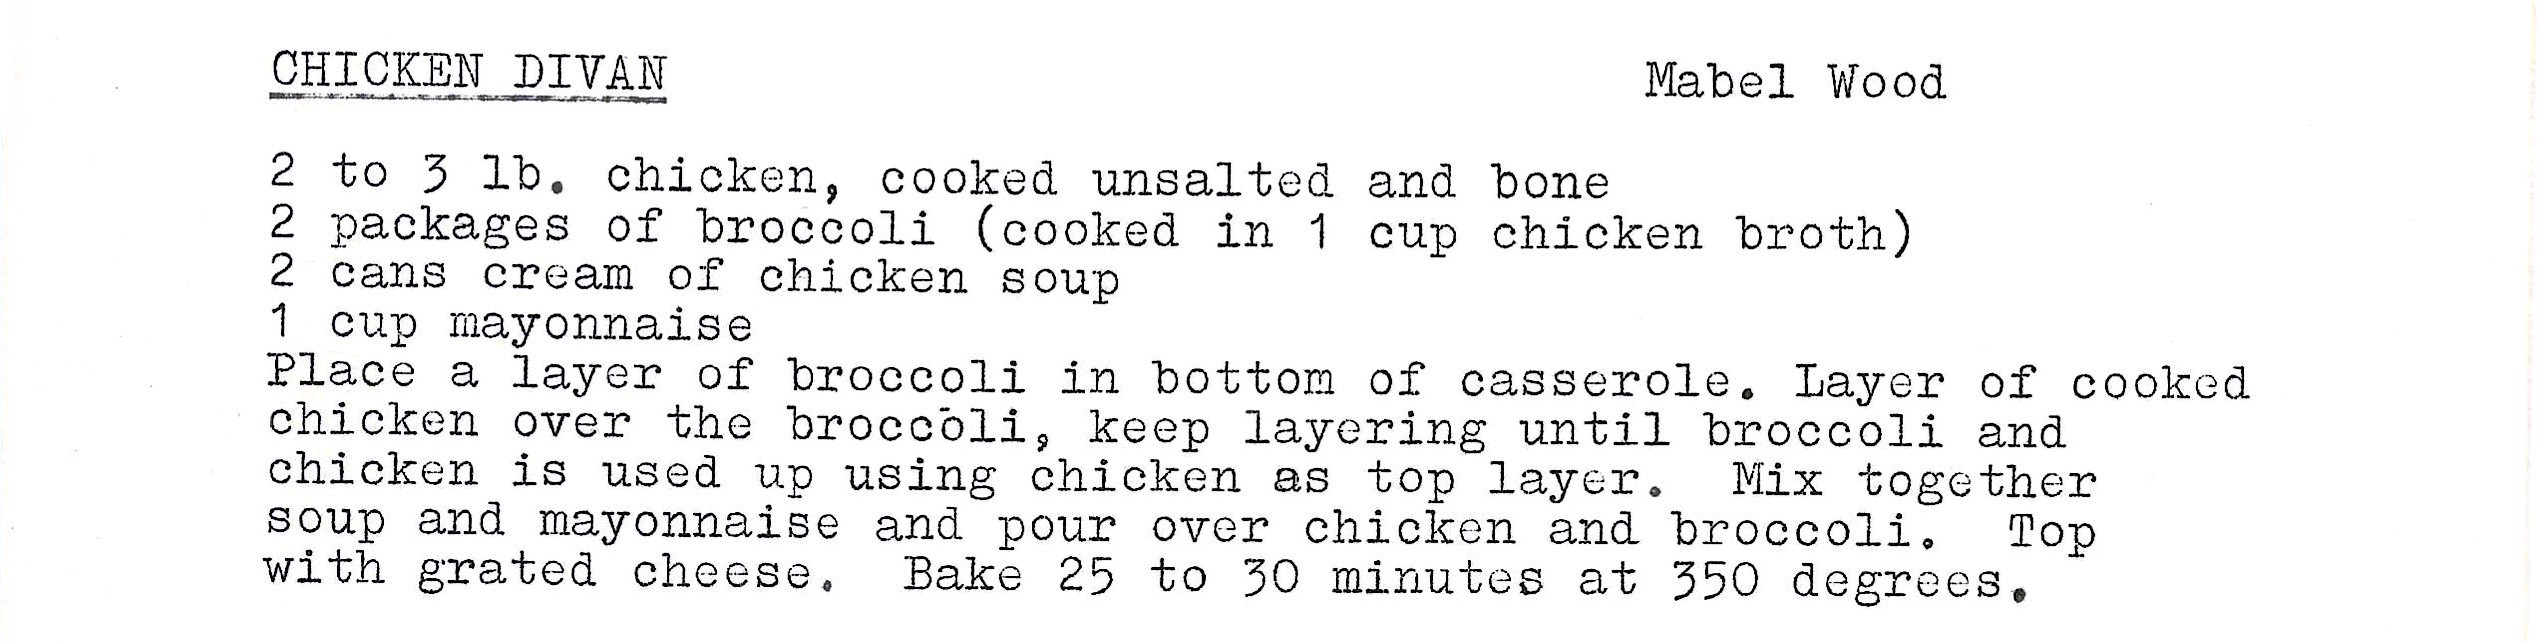 CHICKEN DIVAN Mabel Wood
2 to 3 lb. chicken, cooked unsalted and bone
2 packages of broccoli (cooked in 1 cup chicken broth)
2 cans cream of chicken soup
1 cup mayonnaise
Place a layer of broccoli in bottom of casserole. Layer of cooked
chicken over the broccoli, keep layering until broccoli and
chicken is used up using chicken as top layer. Mix together
soup and mayonnaise and pour over chicken and broccoli. Top
with grated cheese. Bake 25 to 30 minutes at 350 degrees.